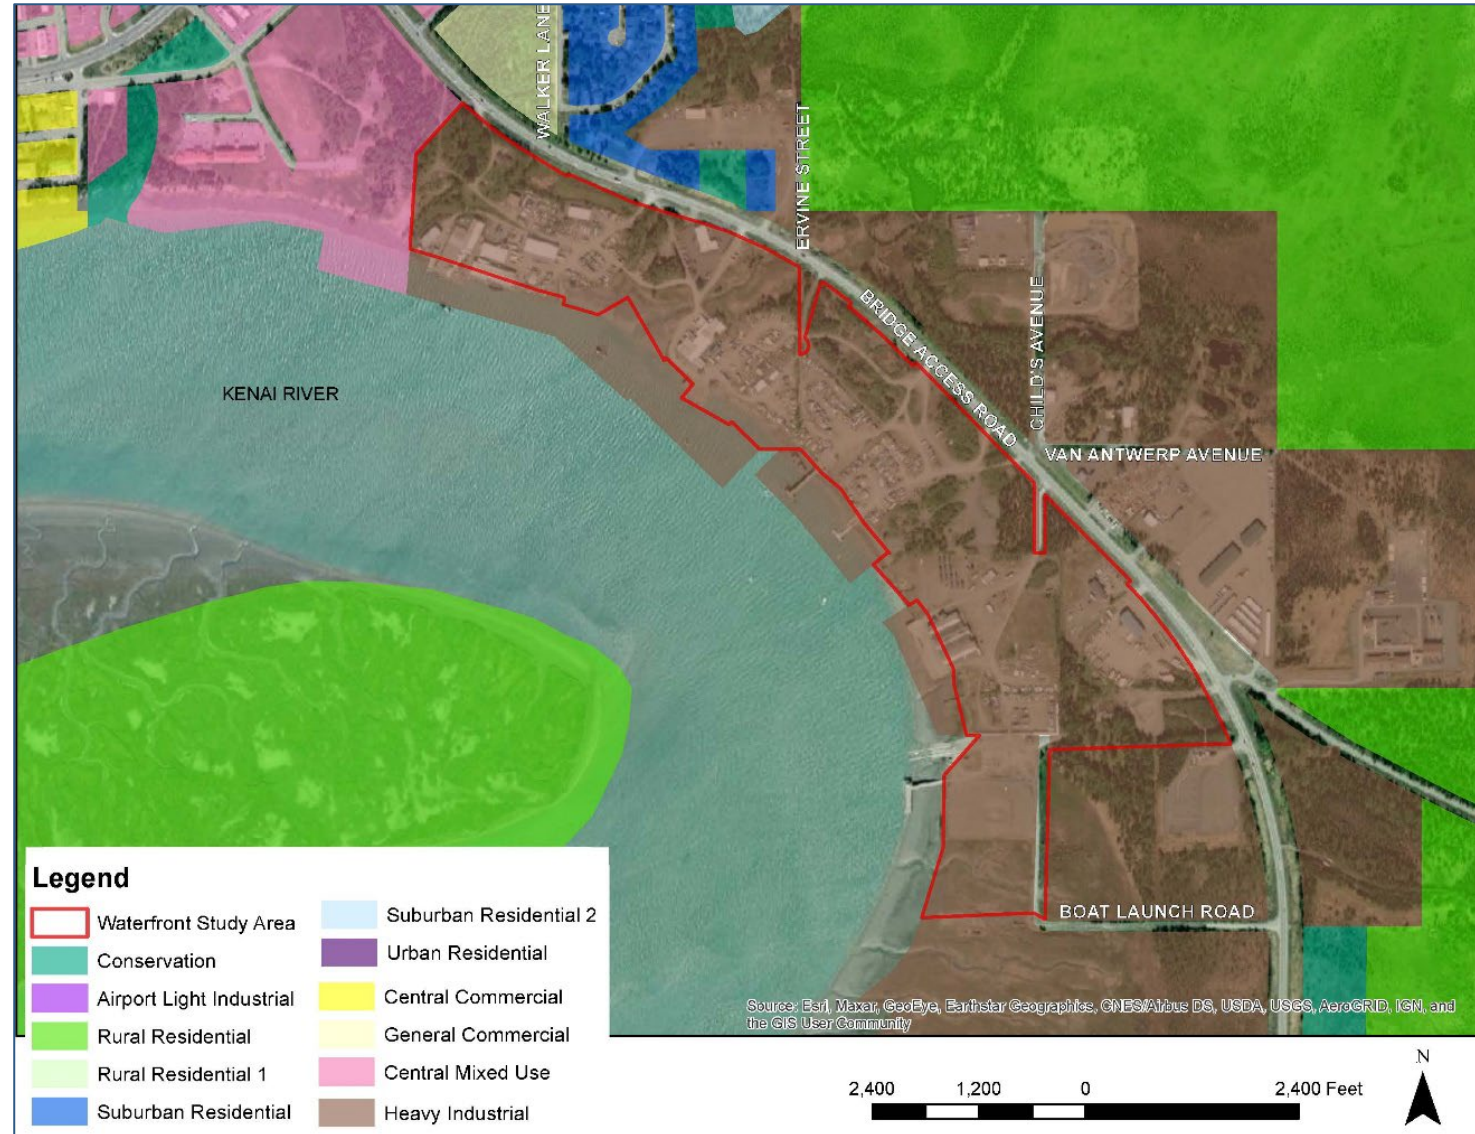 WALKER LANE
ERVINE STREET
BRIDGE ACCESS ROAD
CHILD'S AVENUE
KENAI RIVER
VAN ANTWERP AVENUE
BOAT LAUNCH ROAD
Source: Esri, Maxar, GeoEye, Earthstar Geographics, CNES/Airbus DS, USDA, USGS, AeroGRID, IGN, and
the GIS User Community
Legend
Waterfront Study Area
Conservation
Airport Light Industrial
Rural Residential
Rural Residential 1
Suburban Residential
Suburban Residential 2
Urban Residential
Central Commercial
General Commercial
Central Mixed Use
Heavy Industrial
2,400 1,200 0 2,400 Feet
N